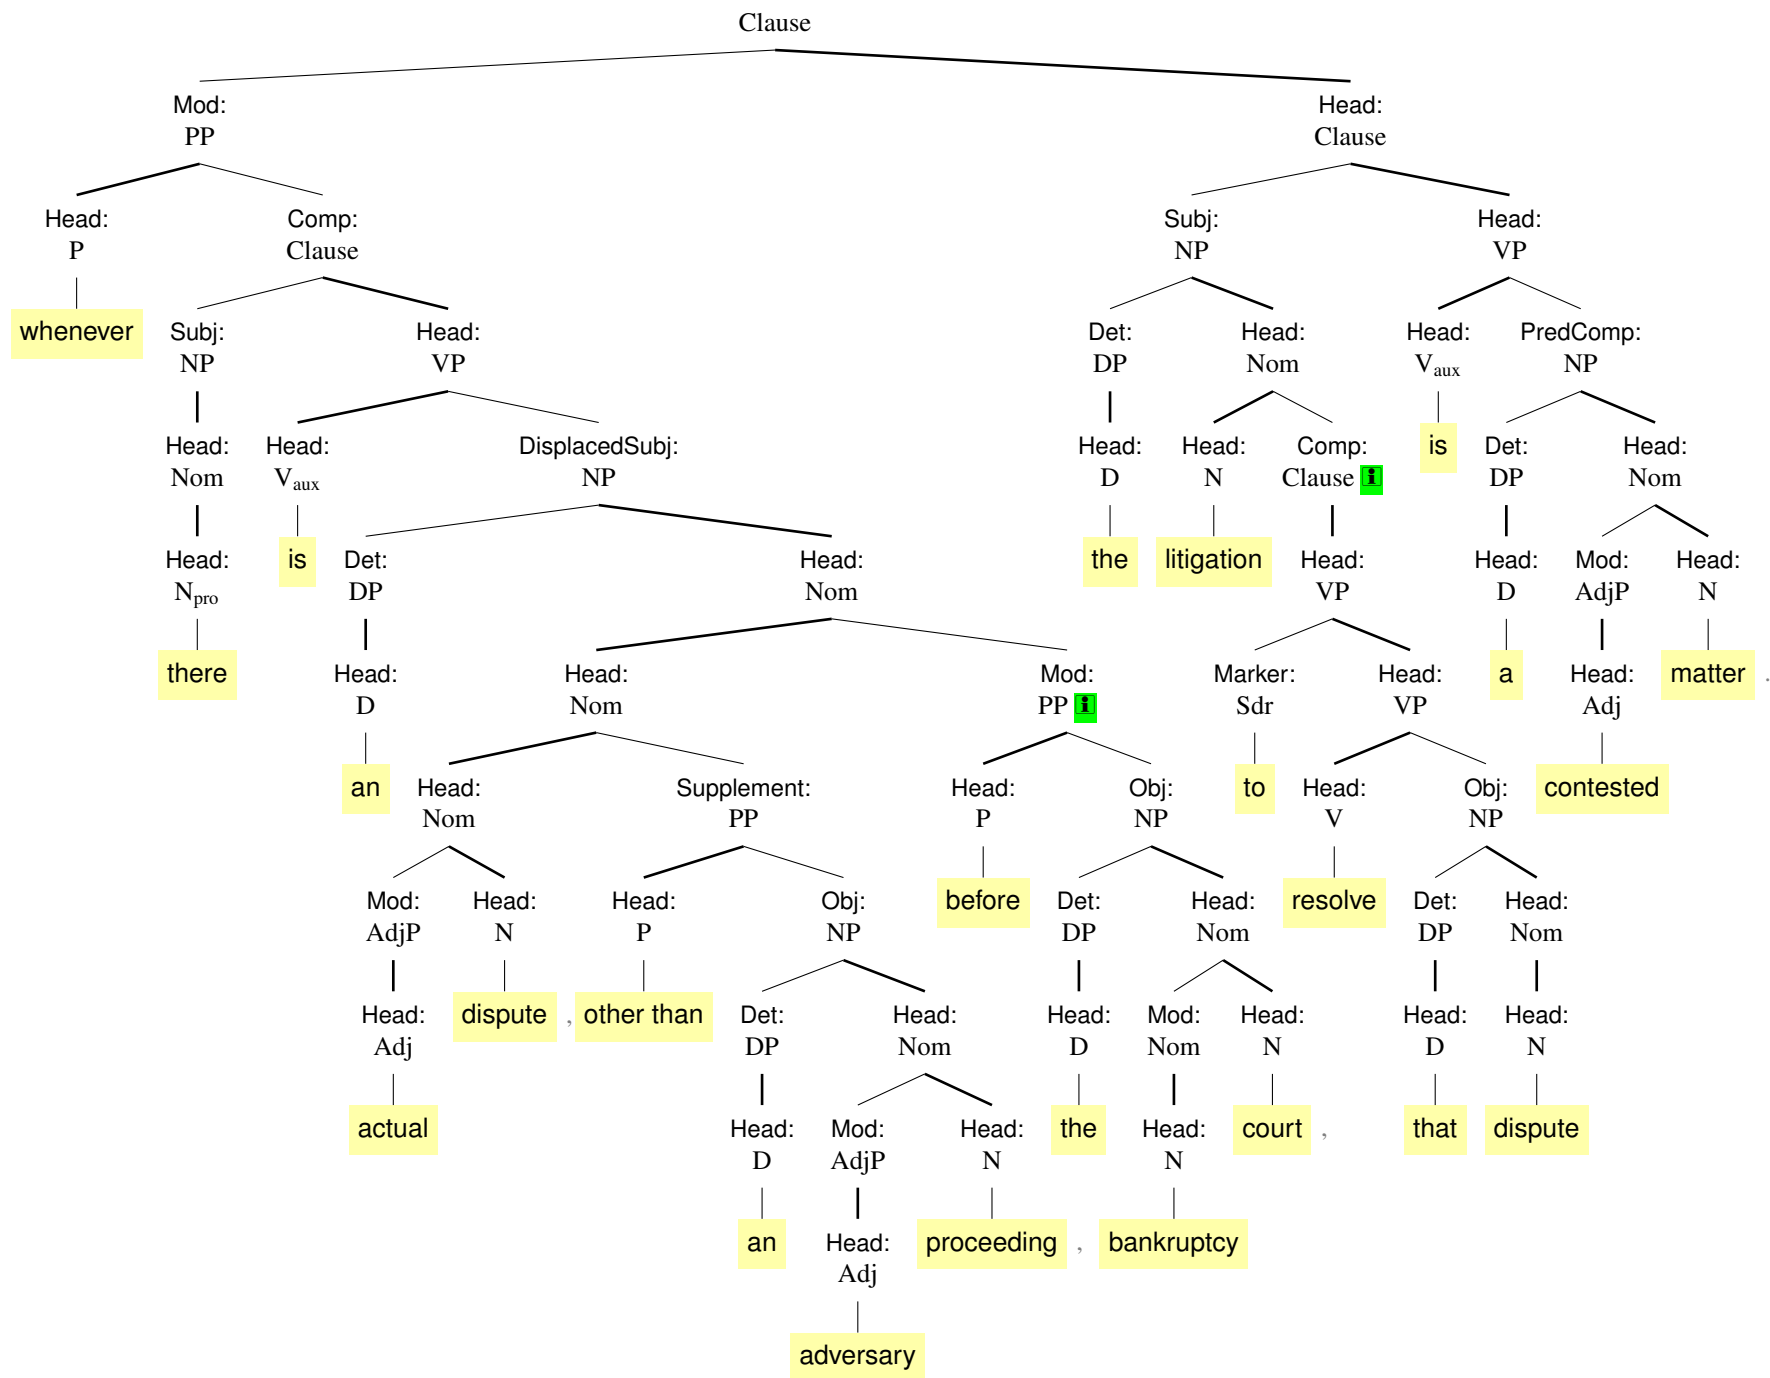 Clause
Mod: Head:
PP Clause
Head: Comp: Subj: Head:
P Clause NP VP
whenever Subj: Head: Det: Head: Head: PredComp:
NP VP DP Nom Vaux NP
Head: Head: DisplacedSubj: Head: Head: Comp: is Det: Head:
Nom Vaux NP D N Clause DP Nom
Head: is Det: Head: the litigation Head: Head: Mod: Head:
Npro DP Nom VP D AdjP N
there Head: Head: Mod: Marker: Head: a Head: matter .
D Nom PP Sdr VP Adj
an Head: Supplement: Head: Obj: to Head: Obj: contested
Nom PP P NP V NP
Mod: Head: Head: Obj: before Det: Head: resolve Det: Head:
AdjP N P NP DP Nom DP Nom
Head: dispute , other than Det: Head: Head: Mod: Head: Head: Head:
Adj DP Nom D Nom N D N
actual Head: Mod: Head: the Head: court , that dispute
D AdjP N N
an Head: proceeding , bankruptcy
Adj
adversary